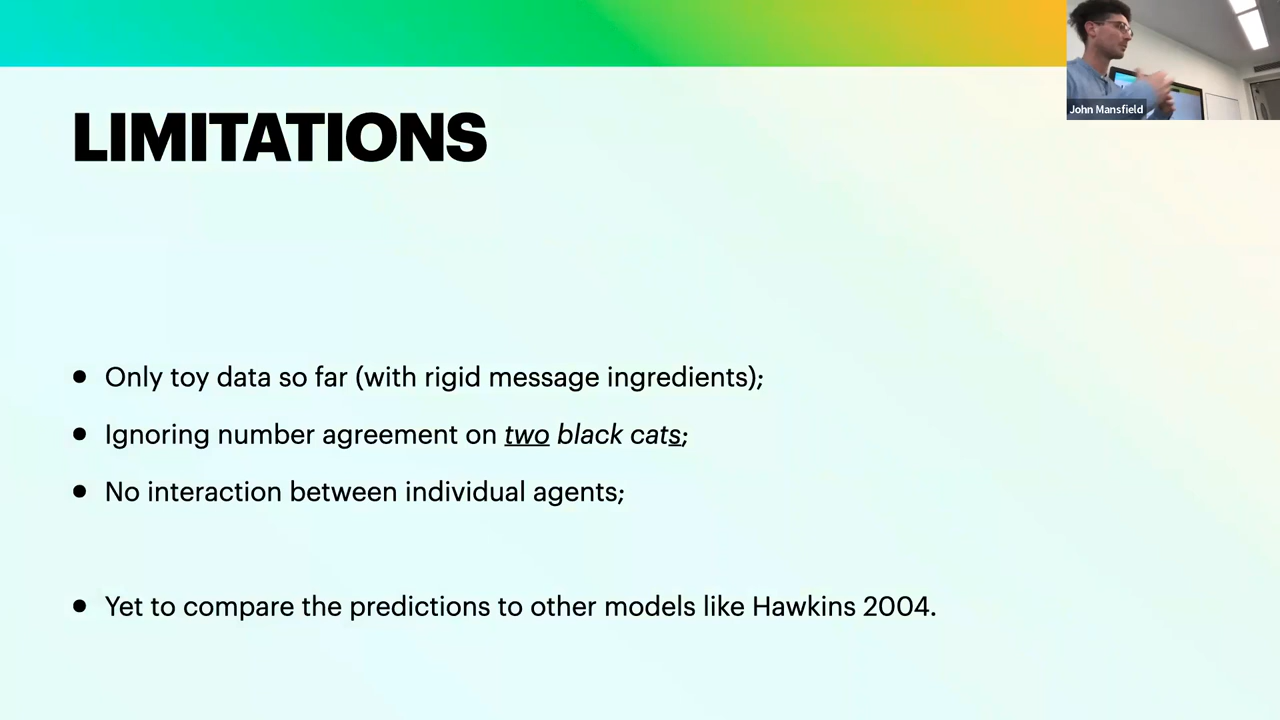 John Mansfield
LIMITATIONS
• Only toy data so far (with rigid message ingredients);
• Ignoring number agreement on two black cats;
• No interaction between individual agents;
• Yet to compare the predictions to other models like Hawkins 2004.